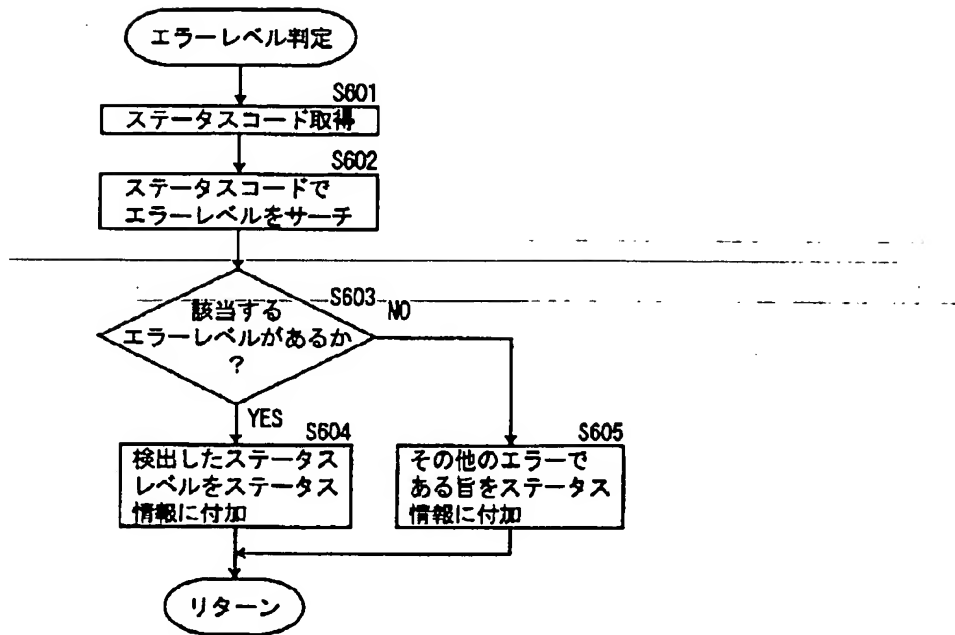 エラーレベル判定
S601
ステータスコード取得
S602
ステータスコードで
エラーレベルをサーチ
S603
該当する
エラーレベルがあるか
?
NO
YES
S604
検出したステータス
レベルをステータス
情報に付加
S605
その他のエラーで
ある旨をステータス
情報に付加
リターン